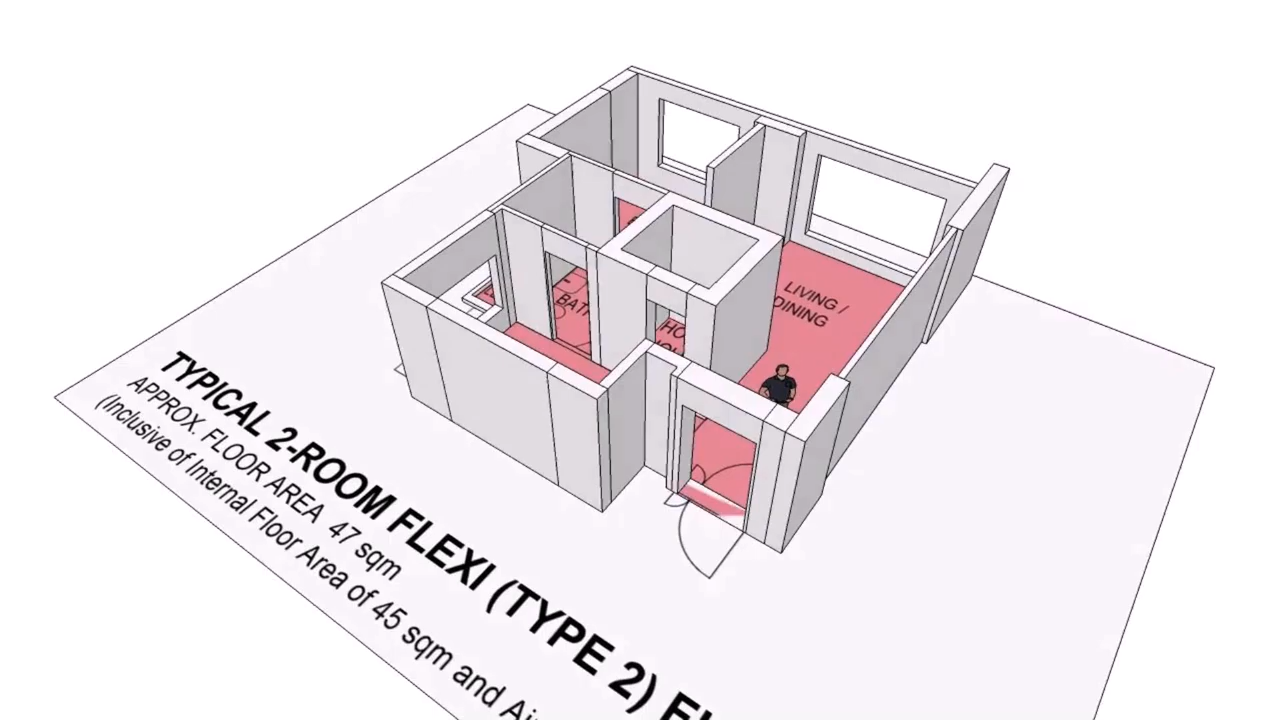 LIVING /
DINING
BATH
HO
TYPICAL 2-ROOM FLEXI (TYPE 2)
APPROX. FLOOR AREA 47 sqm
(Inclusive of Internal Floor Area of 45 sqm and